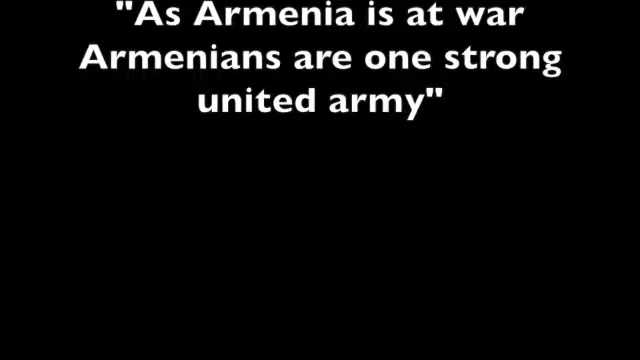 "As Armenia is at war
Armenians are one strong
united army"